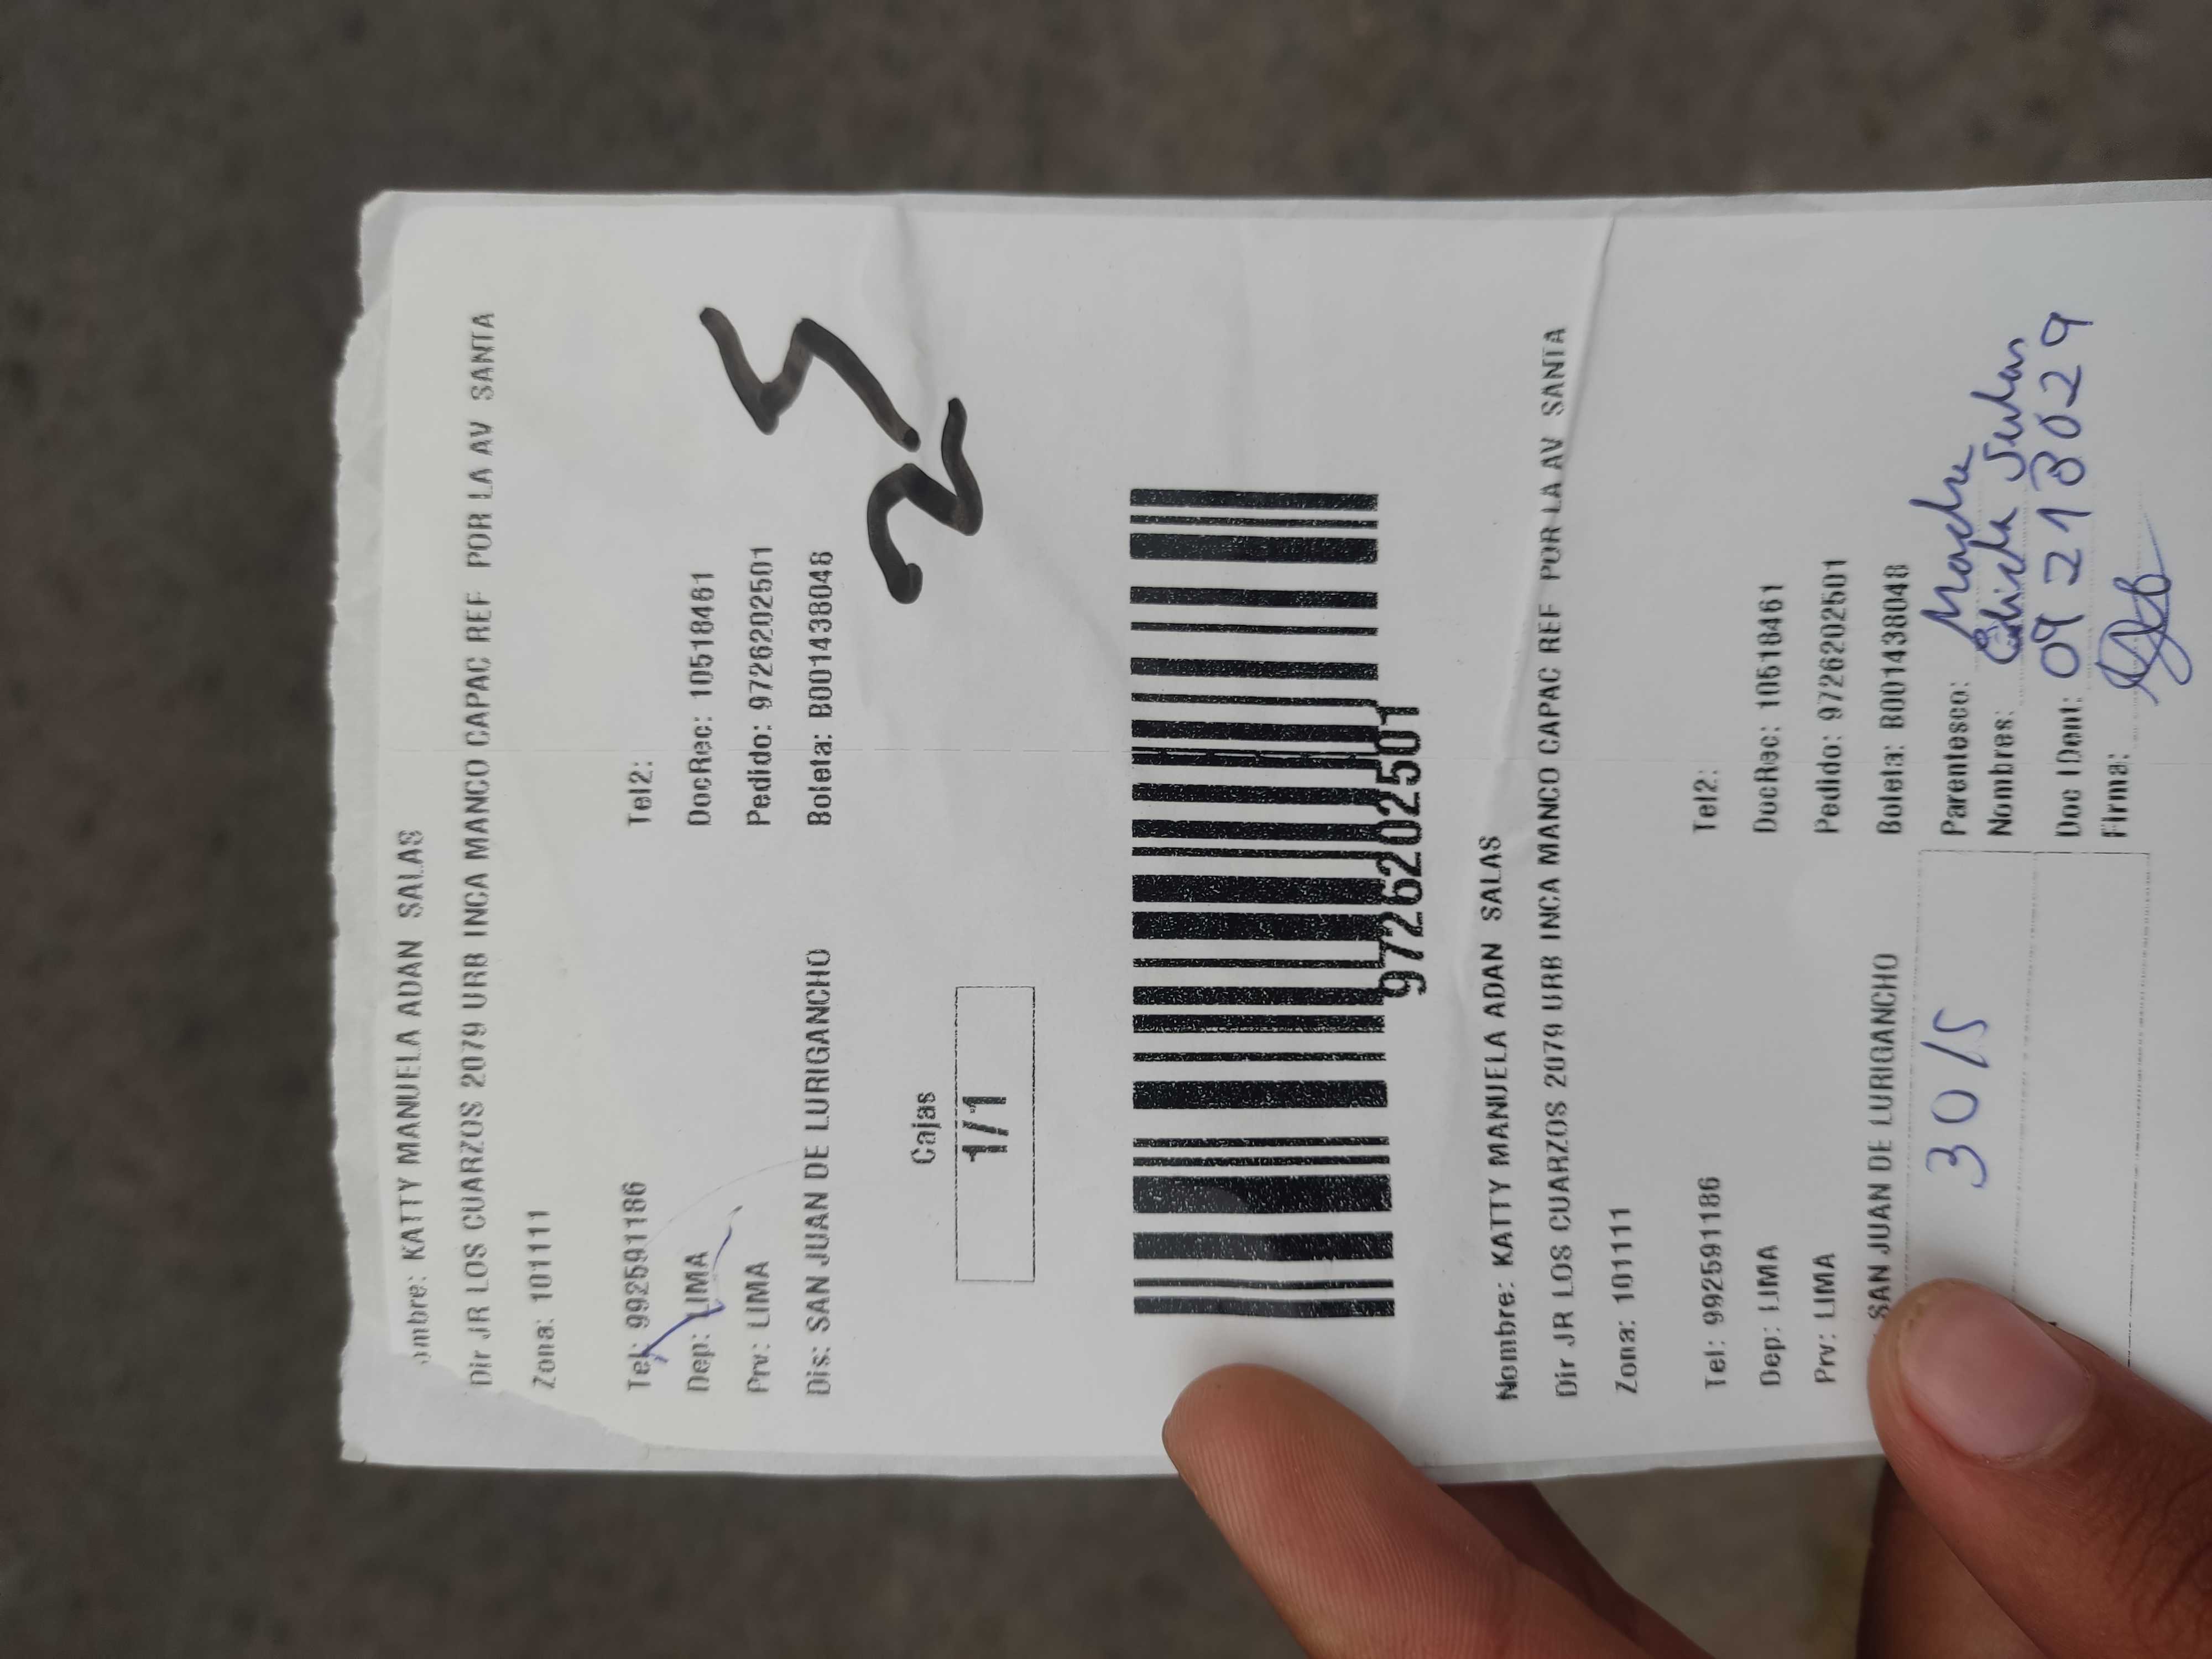 ombre: KATTY MANUELA ADAN SALAS
Dir JR LOS CUARZOS 2079 URB INCA MANCO CAPAC REF POR LA AV SANTA
Zona: 101111
Tel: 992591186 Tel2:
Dep: LIMA DocRec: 10518461
Prv: LIMA Pedido: 9726202501
Dis: SAN JUAN DE LURIGANCHO Boleta: B001438048
25
Cajas
1/1
9726202501
Nombre: KATTY MANUELA ADAN SALAS
Dir JR LOS CUARZOS 2079 URB INCA MANCO CAPAC REF POR LA AV SANTA
Zona: 101111
Tel: 992591186 Tel2:
Dep: LIMA DocRec: 10518461
Prv: LIMA Pedido: 9726202501
SAN JUAN DE LURIGANCHO Boleta: B001438048
3015
Parentesco: Madre
Nombres:
Doc IDent: 09213029
Firma: